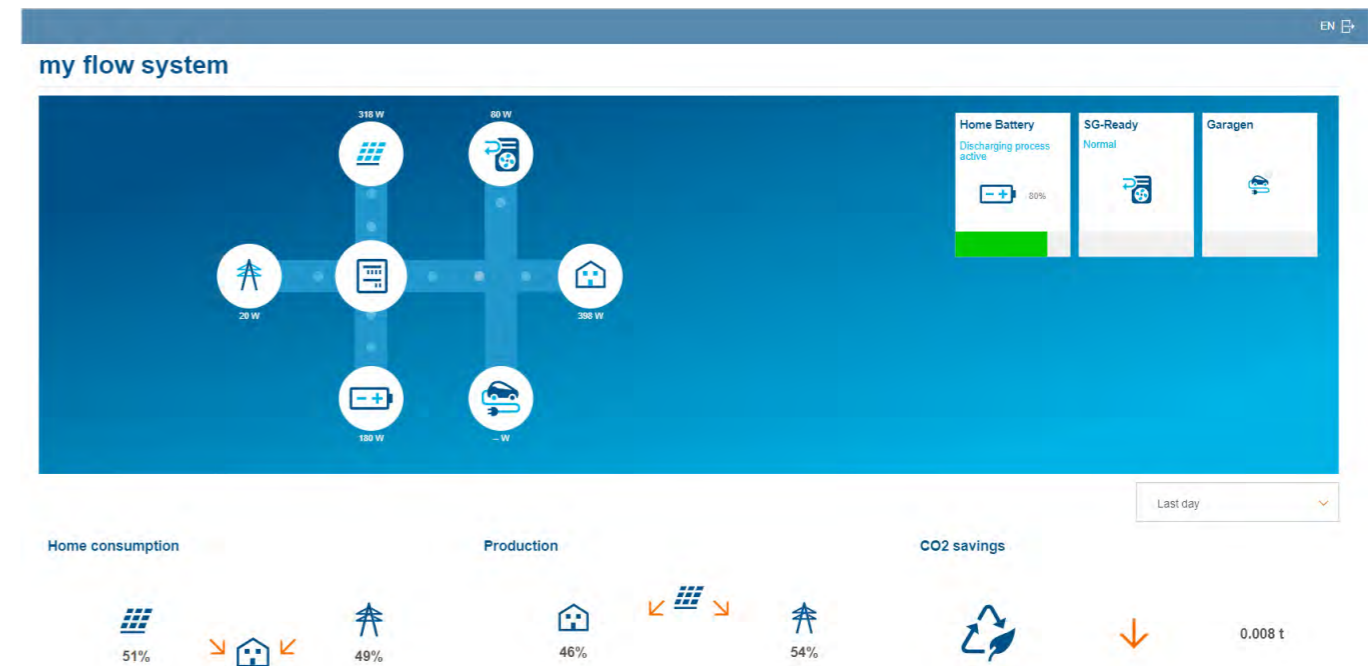 EN
my flow system
318 W
80 W
20 W
398 W
180 W
-- W
Home Battery
Discharging process
active
80%
SG-Ready
Normal
Garagen
Last day
Home consumption
51%
49%
Production
46%
54%
CO2 savings
0.008 t